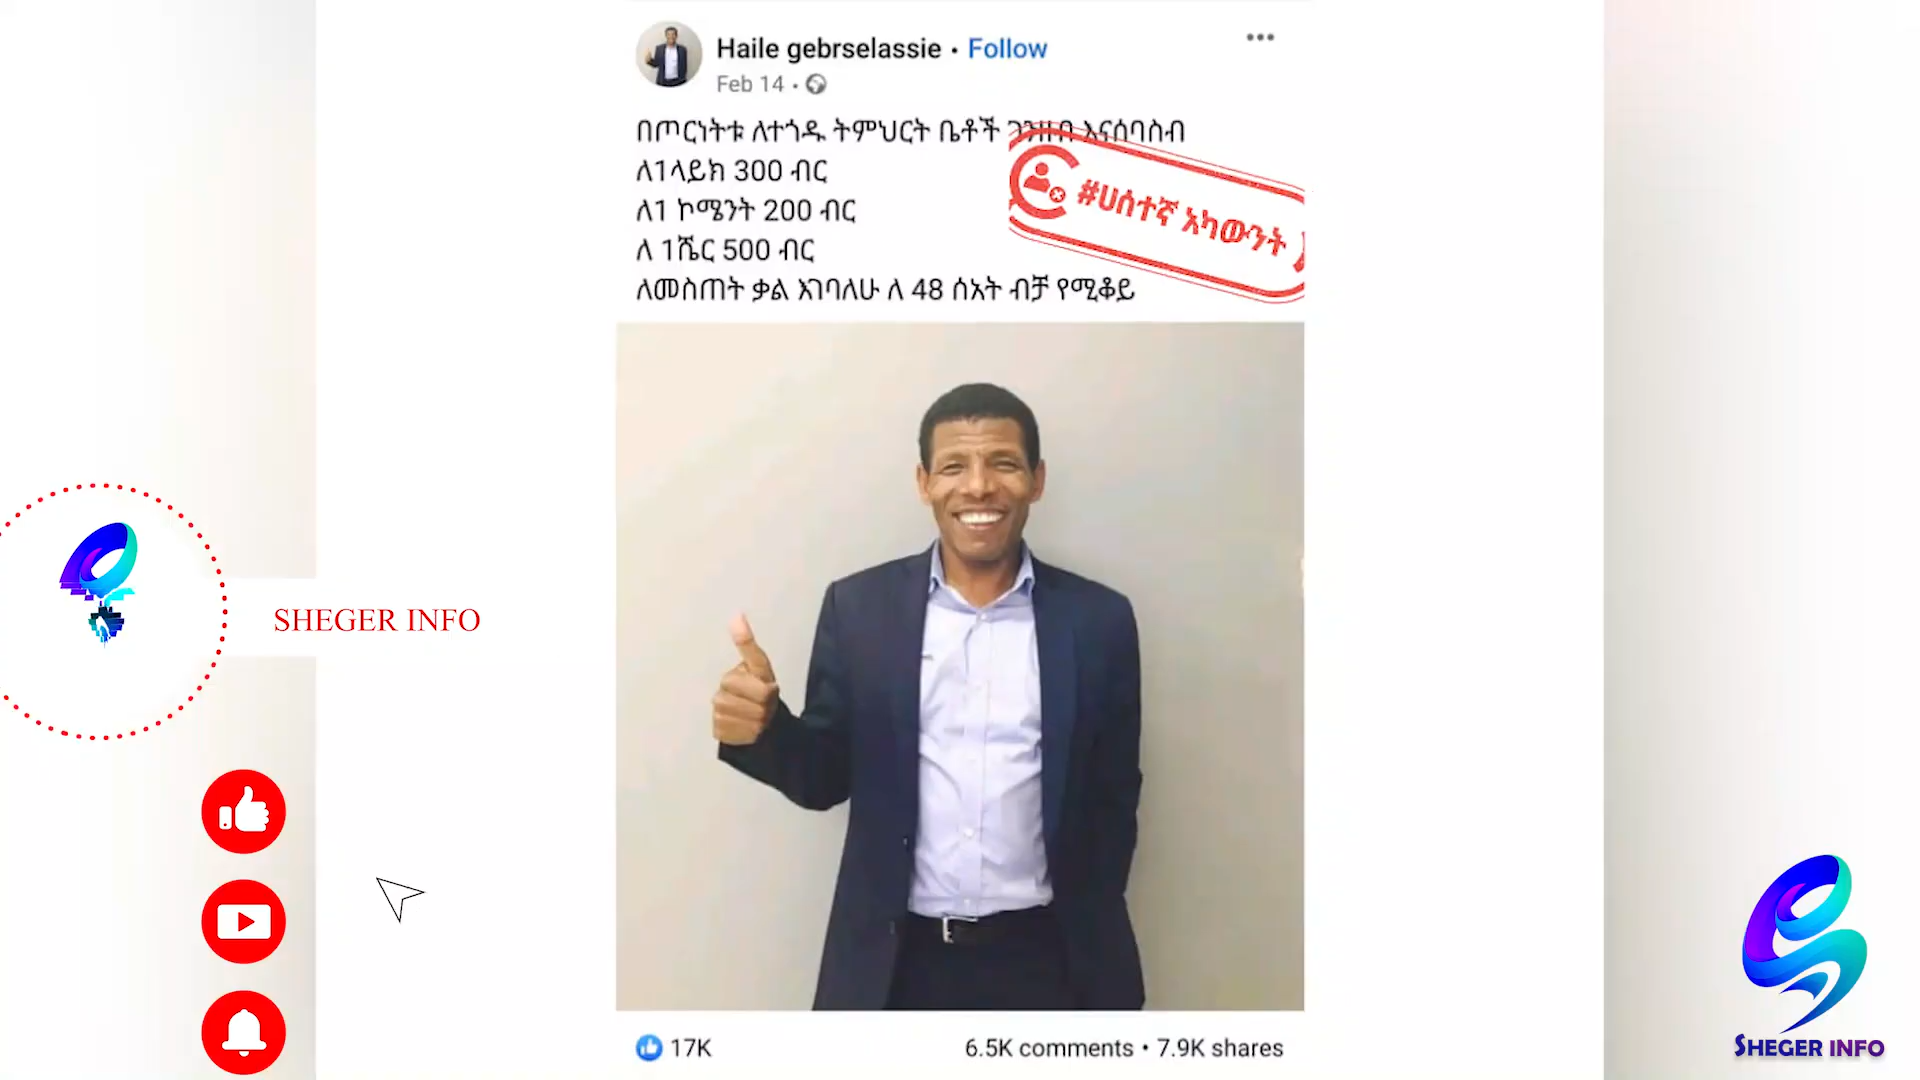 Haile gebrselassie • Follow
Feb 14 •
በጦርነትቱ ለተጎዱ ትምህርት ቤቶች ገንዘብ እናሰባስብ
ለ1ላይክ 300 ብር
ለ1 ኮሜንት 200 ብር
ለ 1ሼር 500 ብር
ለመስጠት ቃል እገባለሁ ለ 48 ሰአት ብቻ የሚቆይ
#ሀሰተኛ አካውንት
SHEGER INFO
17K
6.5K comments • 7.9K shares
SHEGER INFO